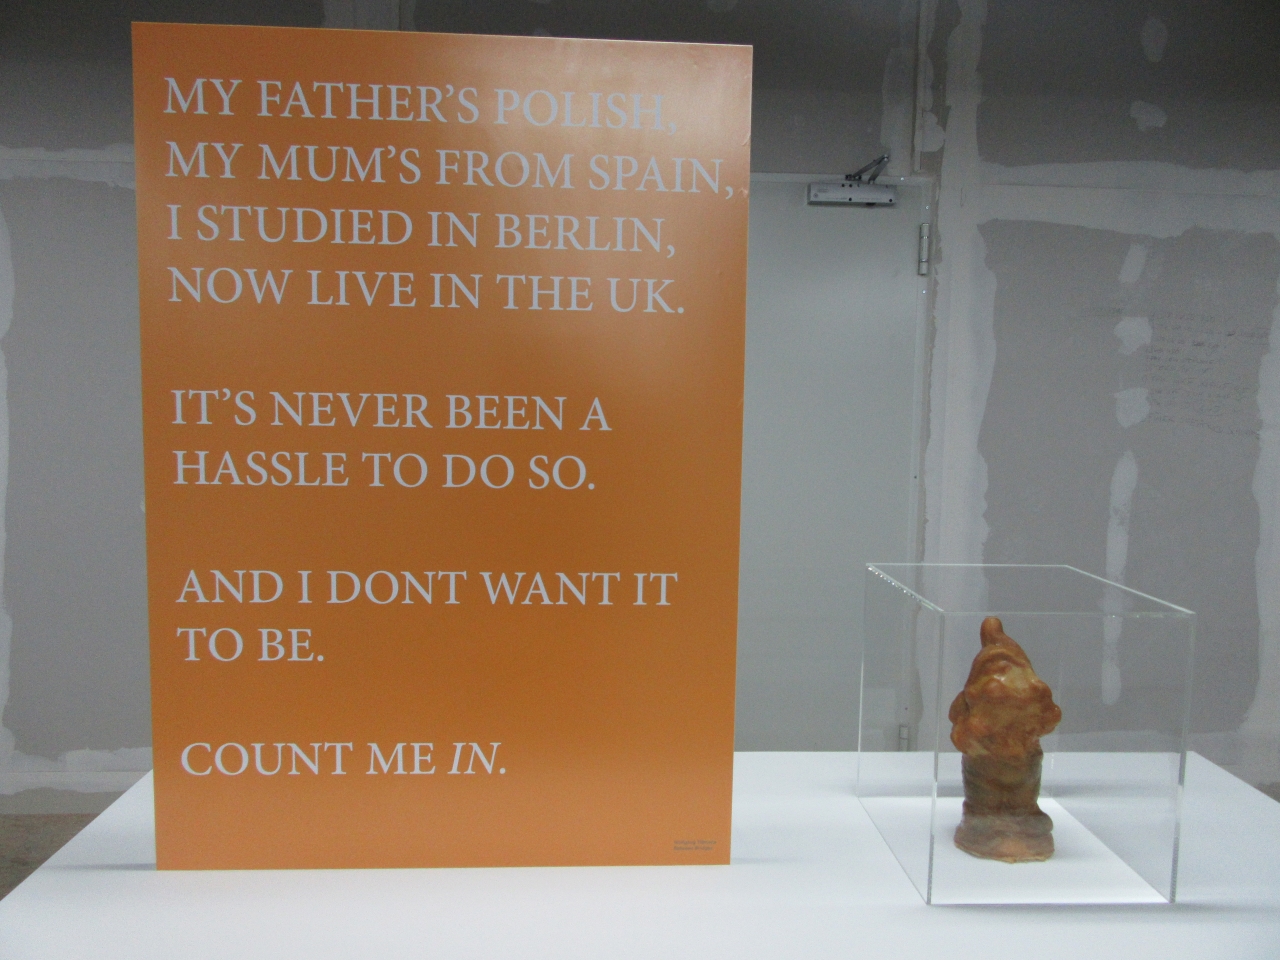 MY FATHER'S POLISH,
MY MUM'S FROM SPAIN,
I STUDIED IN BERLIN,
NOW LIVE IN THE UK.
IT'S NEVER BEEN A
HASSLE TO DO SO.
AND I DONT WANT IT
TO BE.
COUNT ME IN.